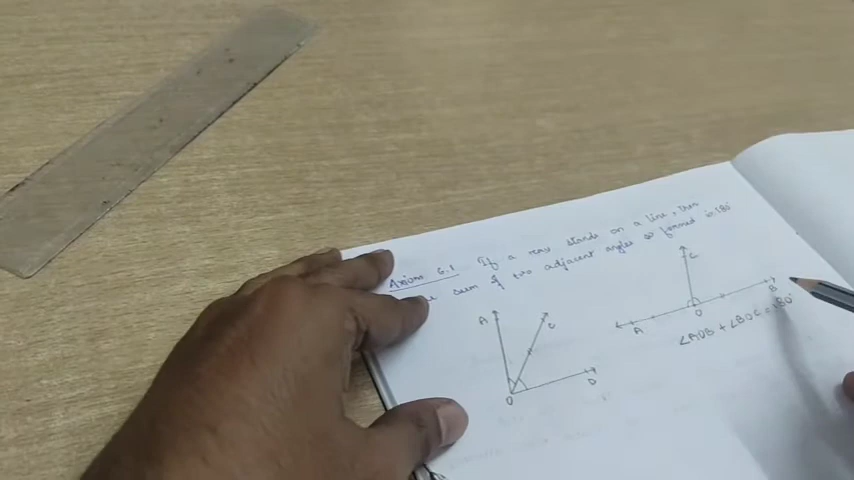 Axiom 6.1 If a ray stands on a line, then
sum of two adjacent angles so formed is 180°
A
C
O
D
C
A
O
B
∠AOB + ∠BOC = 180°